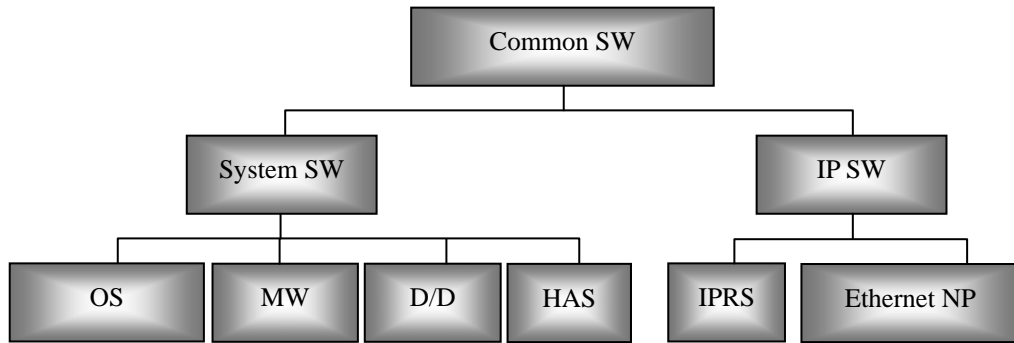 Common SW
System SW
IP SW
OS
MW
D/D
HAS
IPRS
Ethernet NP